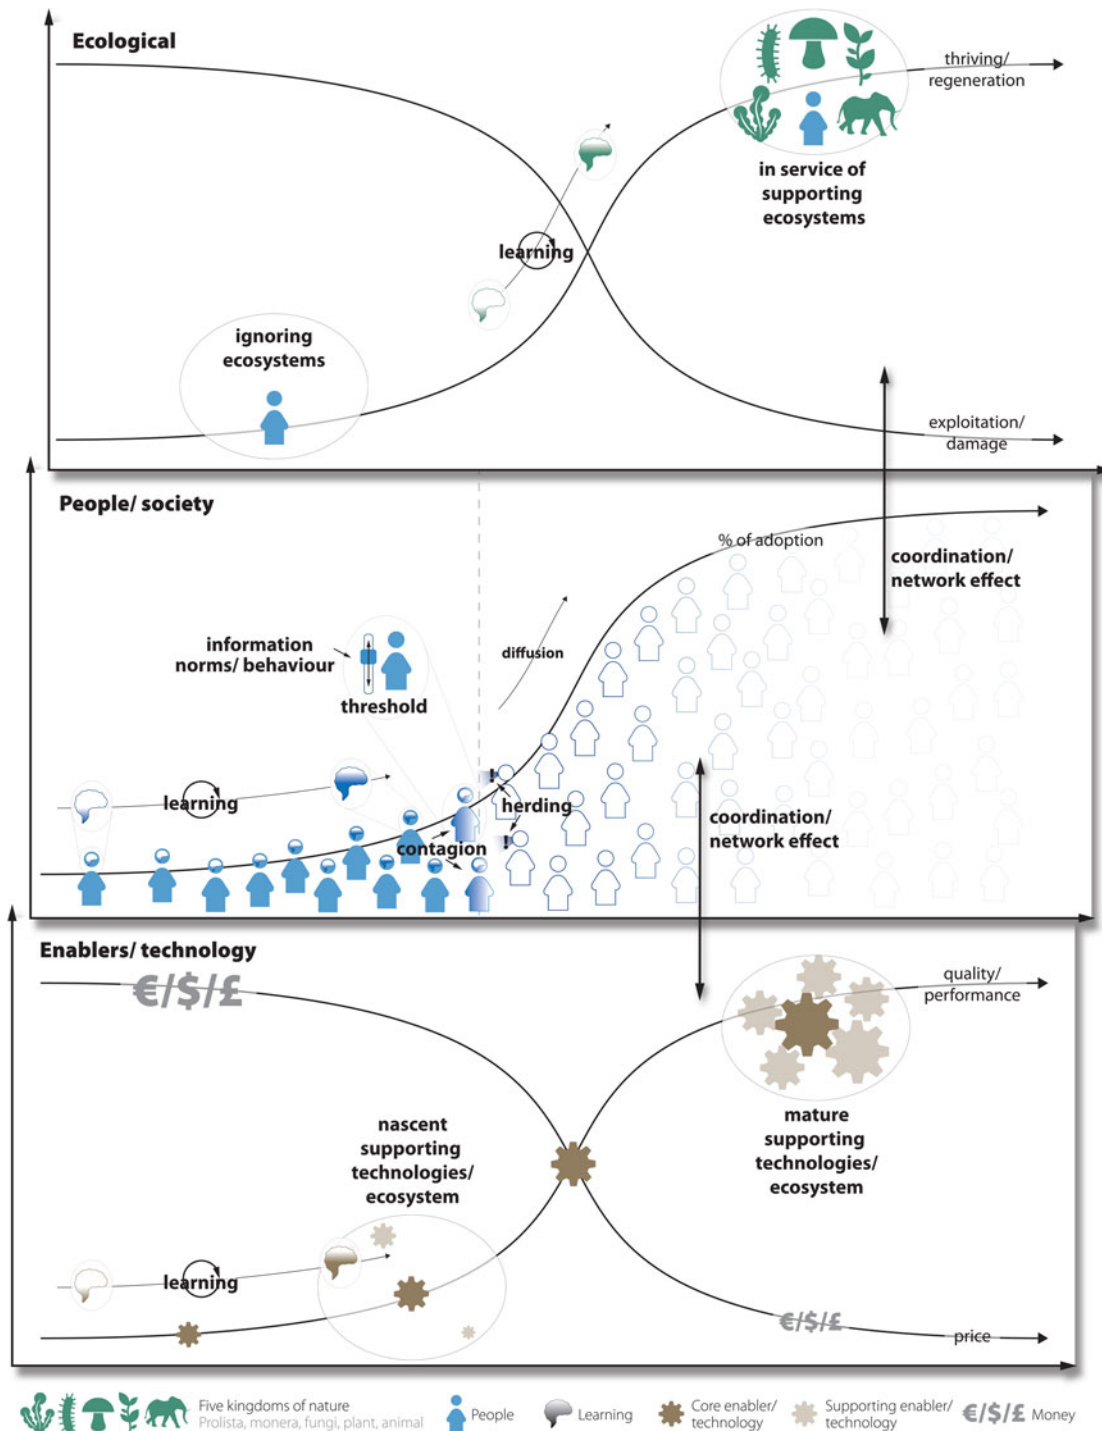 Ecological
thriving/
regeneration
in service of
supporting
ecosystems
learning
ignoring
ecosystems
exploitation/
damage
People/ society
% of adoption
coordination/
network effect
information
norms/ behaviour
diffusion
threshold
learning
!
herding
contagion
!
coordination/
network effect
Enablers/ technology
€/$/£
quality/
performance
nascent
supporting
technologies/
ecosystem
mature
supporting
technologies/
ecosystem
learning
€/$/£
price
Five kingdoms of nature
Prolista, monera, fungi, plant, animal
People
Learning
Core enabler/
technology
Supporting enabler/
technology
€/$/£ Money